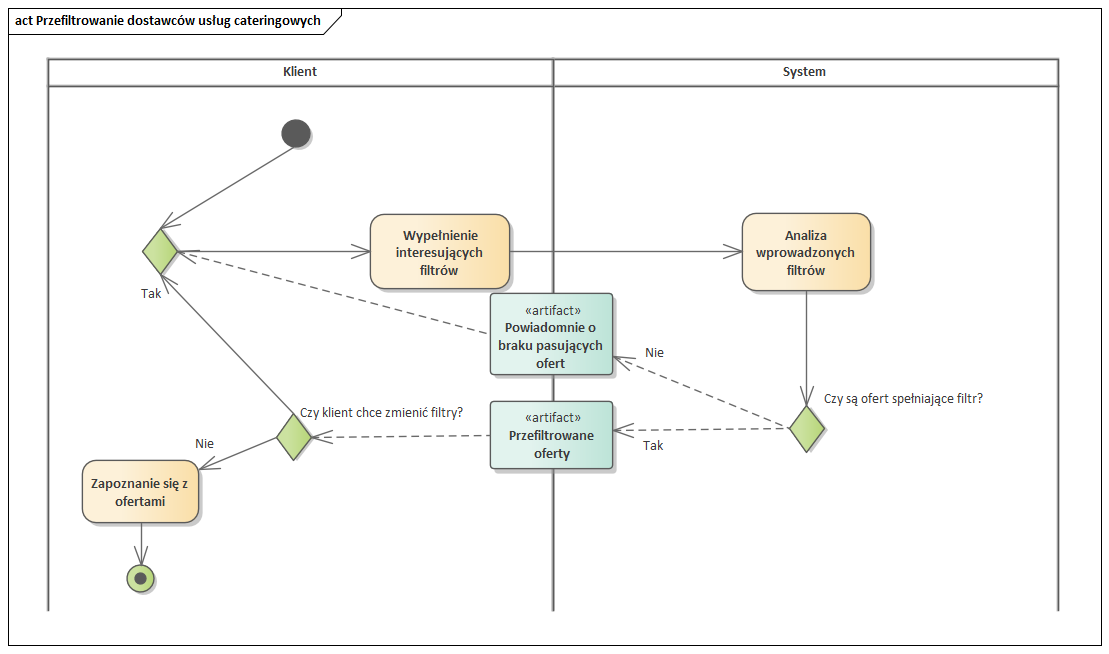 act Przefiltrowanie dostawców usług cateringowych
Klient
System
Wypełnienie
interesujących
filtrów
Analiza
wprowadzonych
filtrów
Tak
«artifact»
Powiadomnie o
braku pasujących
ofert
Nie
Czy są ofert spełniające filtr?
Czy klient chce zmienić filtry?
«artifact»
Przefiltrowane
oferty
Tak
Nie
Zapoznanie się z
ofertami